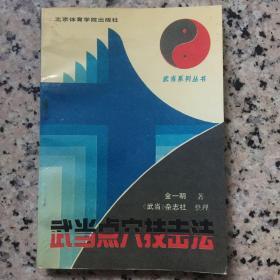 北京体育学院出版社
武当系列丛书
金一明 著
《武当》杂志社 整理
武当点穴技击法